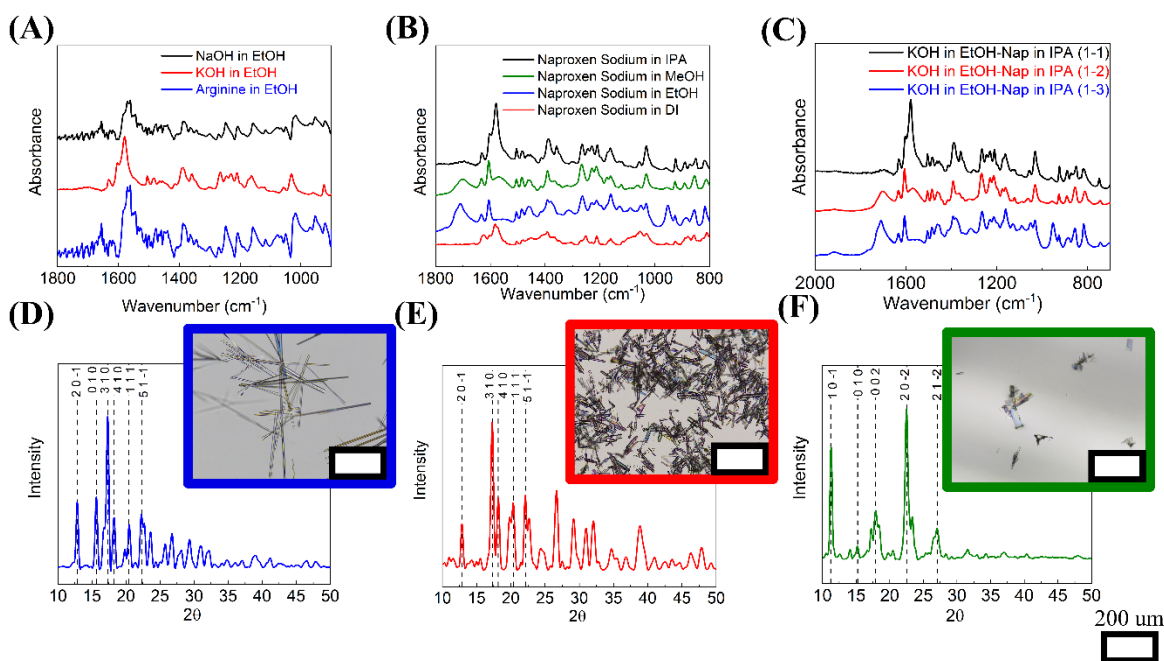 (A)
NaOH in EtOH
KOH in EtOH
Arginine in EtOH
Absorbance
1800 1600 1400 1200 1000
Wavenumber (cm-1)
(B)
Naproxen Sodium in IPA
Naproxen Sodium in MeOH
Naproxen Sodium in EtOH
Naproxen Sodium in DI
Absorbance
1800 1600 1400 1200 1000 800
Wavenumber (cm-1)
(C)
KOH in EtOH-Nap in IPA (1-1)
KOH in EtOH-Nap in IPA (1-2)
KOH in EtOH-Nap in IPA (1-3)
Absorbance
2000 1800 1600 1400 1200 1000 800
Wavenumber (cm-1)
(D)
2 0 -1
0 1 0
3 1 0
4 1 0
1 1 1
5 1 -1
Intensity
10 15 20 25 30 35 40 45 50
2θ
(E)
2 0 -1
3 1 0
4 1 0
1 1 1
5 1 -1
Intensity
10 15 20 25 30 35 40 45 50
2θ
(F)
1 0 -1
0 1 0
0 0 2
2 0 -2
2 1 -2
Intensity
10 15 20 25 30 35 40 45 50
2θ
200 um